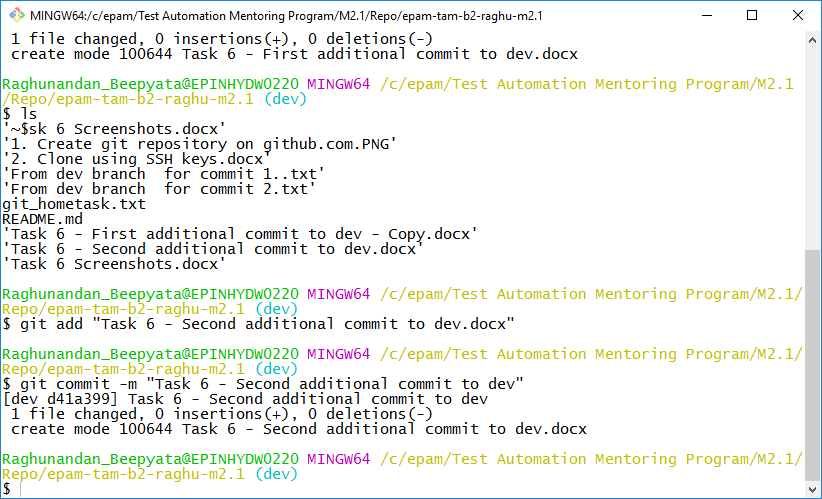 MINGW64:/c/epam/Test Automation Mentoring Program/M2.1/Repo/epam-tam-b2-raghu-m2.1
 1 file changed, 0 insertions(+), 0 deletions(-)
 create mode 100644 Task 6 - First additional commit to dev.docx

Raghunandan_Beepyata@EPINHYDW0220 MINGW64 /c/epam/Test Automation Mentoring Program/M2.1
/Repo/epam-tam-b2-raghu-m2.1 (dev)
$ ls
'~$sk 6 Screenshots.docx'
'1. Create git repository on github.com.PNG'
'2. Clone using SSH keys.docx'
'From dev branch  for commit 1..txt'
'From dev branch  for commit 2.txt'
git_hometask.txt
README.md
'Task 6 - First additional commit to dev - Copy.docx'
'Task 6 - Second additional commit to dev.docx'
'Task 6 Screenshots.docx'

Raghunandan_Beepyata@EPINHYDW0220 MINGW64 /c/epam/Test Automation Mentoring Program/M2.1/
Repo/epam-tam-b2-raghu-m2.1 (dev)
$ git add "Task 6 - Second additional commit to dev.docx"

Raghunandan_Beepyata@EPINHYDW0220 MINGW64 /c/epam/Test Automation Mentoring Program/M2.1/
Repo/epam-tam-b2-raghu-m2.1 (dev)
$ git commit -m "Task 6 - Second additional commit to dev"
[dev d41a399] Task 6 - Second additional commit to dev
 1 file changed, 0 insertions(+), 0 deletions(-)
 create mode 100644 Task 6 - Second additional commit to dev.docx

Raghunandan_Beepyata@EPINHYDW0220 MINGW64 /c/epam/Test Automation Mentoring Program/M2.1/
Repo/epam-tam-b2-raghu-m2.1 (dev)
$